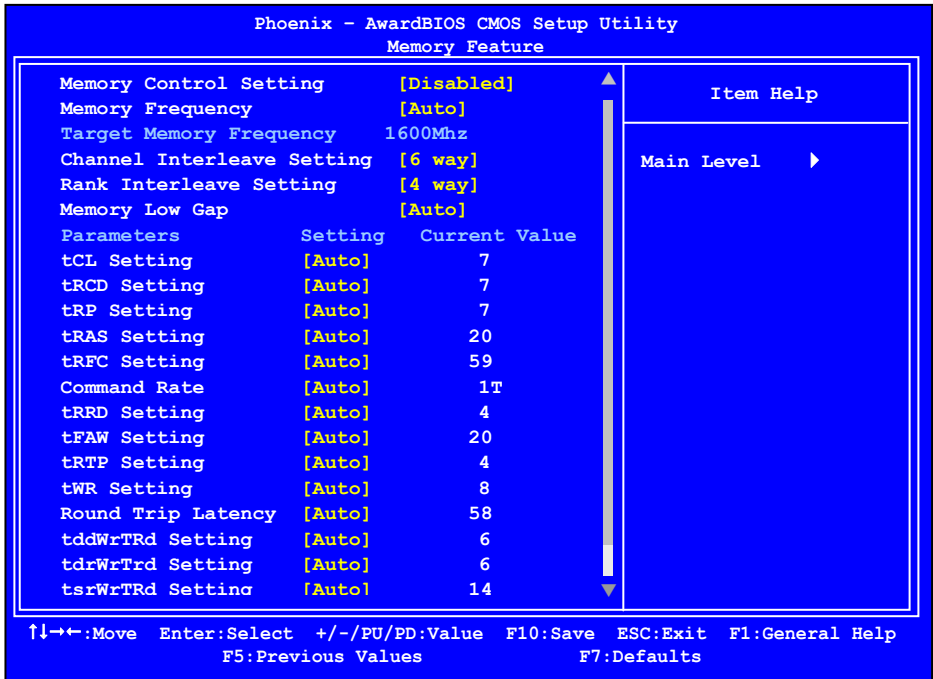 Phoenix – AwardBIOS CMOS Setup Utility
Memory Feature
Memory Control Setting [Disabled]
Memory Frequency [Auto]
Target Memory Frequency 1600Mhz
Channel Interleave Setting [6 way]
Rank Interleave Setting [4 way]
Memory Low Gap [Auto]
Parameters Setting Current Value
tCL Setting [Auto] 7
tRCD Setting [Auto] 7
tRP Setting [Auto] 7
tRAS Setting [Auto] 20
tRFC Setting [Auto] 59
Command Rate [Auto] 1T
tRRD Setting [Auto] 4
tFAW Setting [Auto] 20
tRTP Setting [Auto] 4
tWR Setting [Auto] 8
Round Trip Latency [Auto] 58
tddWrTRd Setting [Auto] 6
tdrWrTrd Setting [Auto] 6
tsrWrTRd Setting [Auto] 14
Item Help
Main Level
↑↓→←:Move Enter:Select +/-/PU/PD:Value F10:Save ESC:Exit F1:General Help
F5:Previous Values F7:Defaults